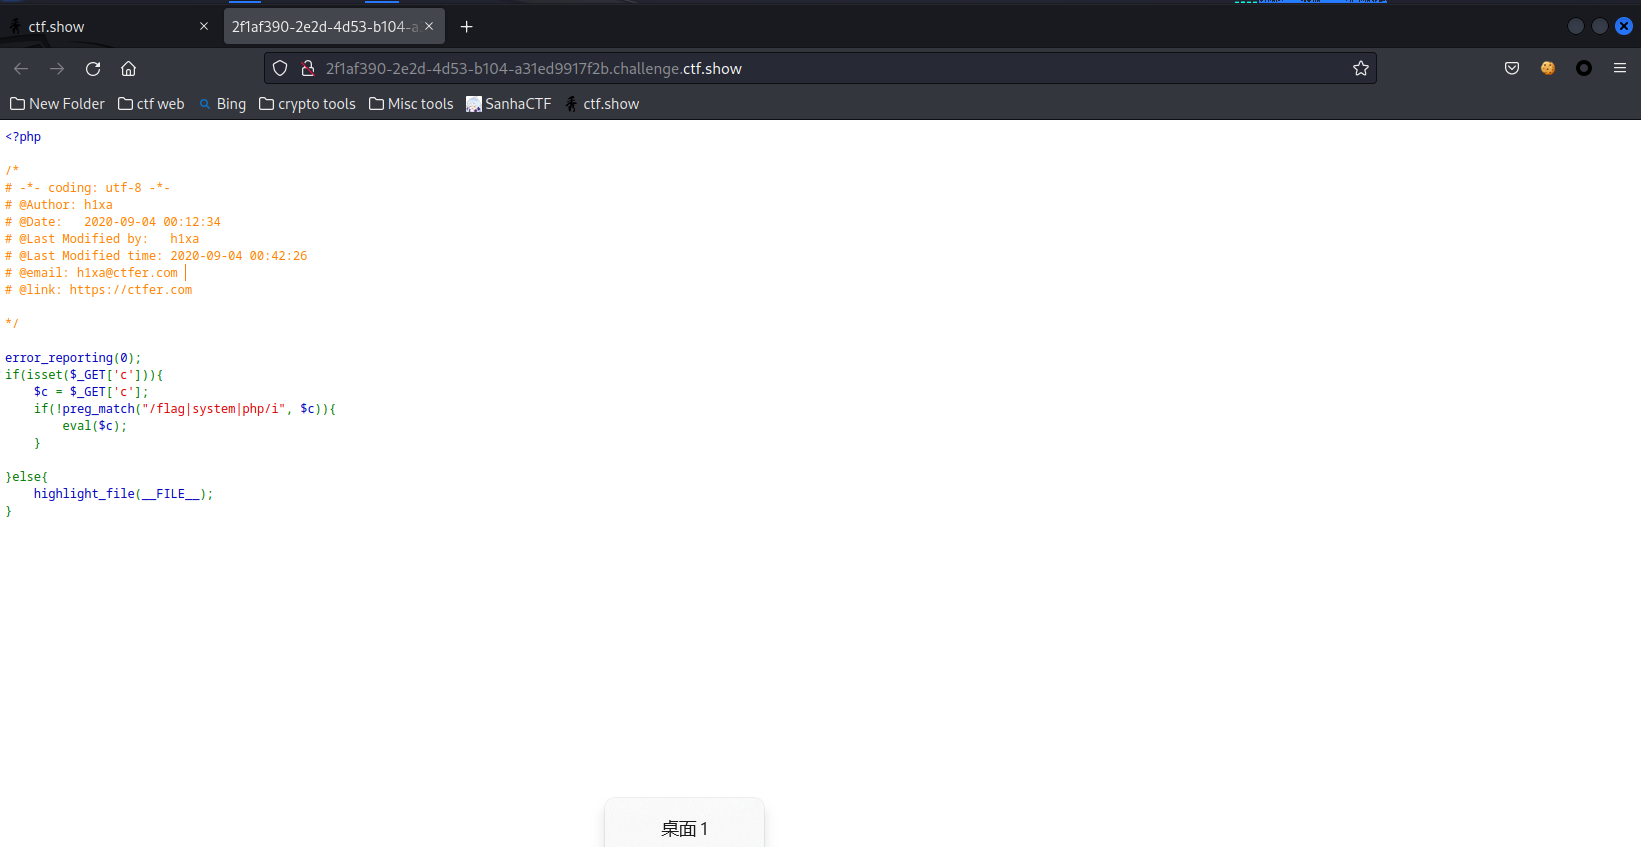 ctf.show
2f1af390-2e2d-4d53-b104-a
2f1af390-2e2d-4d53-b104-a31ed9917f2b.challenge.ctf.show
New Folder ctf web Bing crypto tools Misc tools SanhaCTF ctf.show
<?php
/*
# -*- coding: utf-8 -*-
# @Author: h1xa
# @Date:   2020-09-04 00:12:34
# @Last Modified by:   h1xa
# @Last Modified time: 2020-09-04 00:42:26
# @email: h1xa@ctfer.com
# @link: https://ctfer.com
*/
error_reporting(0);
if(isset($_GET['c'])){
    $c = $_GET['c'];
    if(!preg_match("/flag|system|php/i", $c)){
        eval($c);
    }
}else{
    highlight_file(__FILE__);
}
桌面 1